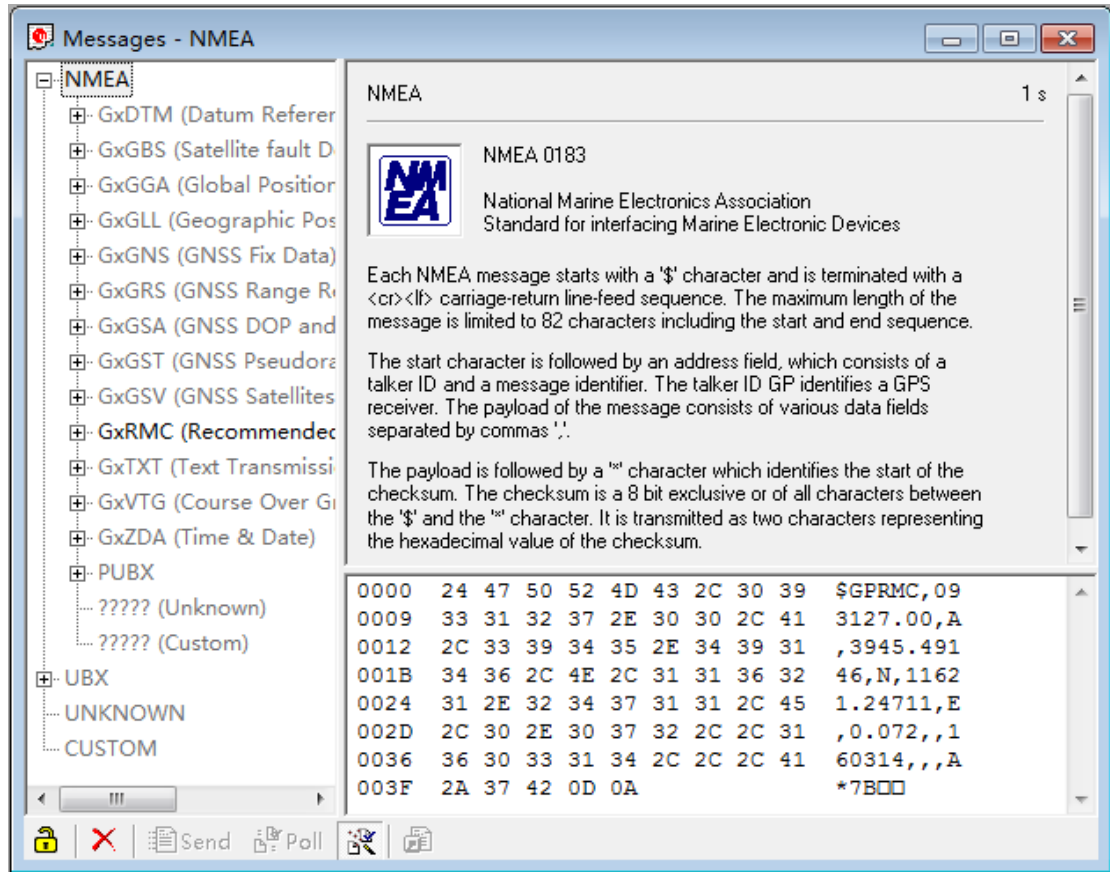 Messages - NMEA
NMEA
GxDTM (Datum Referer
GxGBS (Satellite fault D
GxGGA (Global Position
GxGLL (Geographic Pos
GxGNS (GNSS Fix Data)
GxGRS (GNSS Range Re
GxGSA (GNSS DOP and
GxGST (GNSS Pseudora
GxGSV (GNSS Satellites
GxRMC (Recommended
GxTXT (Text Transmissi
GxVTG (Course Over Gr
GxZDA (Time & Date)
PUBX
????? (Unknown)
????? (Custom)
UBX
UNKNOWN
CUSTOM
NMEA 1 s
NMEA
NMEA 0183
National Marine Electronics Association
Standard for interfacing Marine Electronic Devices
Each NMEA message starts with a '$' character and is terminated with a
<cr><lf> carriage-return line-feed sequence. The maximum length of the
message is limited to 82 characters including the start and end sequence.
The start character is followed by an address field, which consists of a
talker ID and a message identifier. The talker ID GP identifies a GPS
receiver. The payload of the message consists of various data fields
separated by commas ','.
The payload is followed by a '*' character which identifies the start of the
checksum. The checksum is a 8 bit exclusive or of all characters between
the '$' and the '*' character. It is transmitted as two characters representing
the hexadecimal value of the checksum.
0000 24 47 50 52 4D 43 2C 30 39 $GPRMC,09
0009 33 31 32 37 2E 30 30 2C 41 3127.00,A
0012 2C 33 39 34 35 2E 34 39 31 ,3945.491
001B 34 36 2C 4E 2C 31 31 36 32 46,N,1162
0024 31 2E 32 34 37 31 31 2C 45 1.24711,E
002D 2C 30 2E 30 37 32 2C 2C 31 ,0.072,,1
0036 36 30 33 31 34 2C 2C 2C 41 60314,,,A
003F 2A 37 42 0D 0A *7B□□
Send Poll